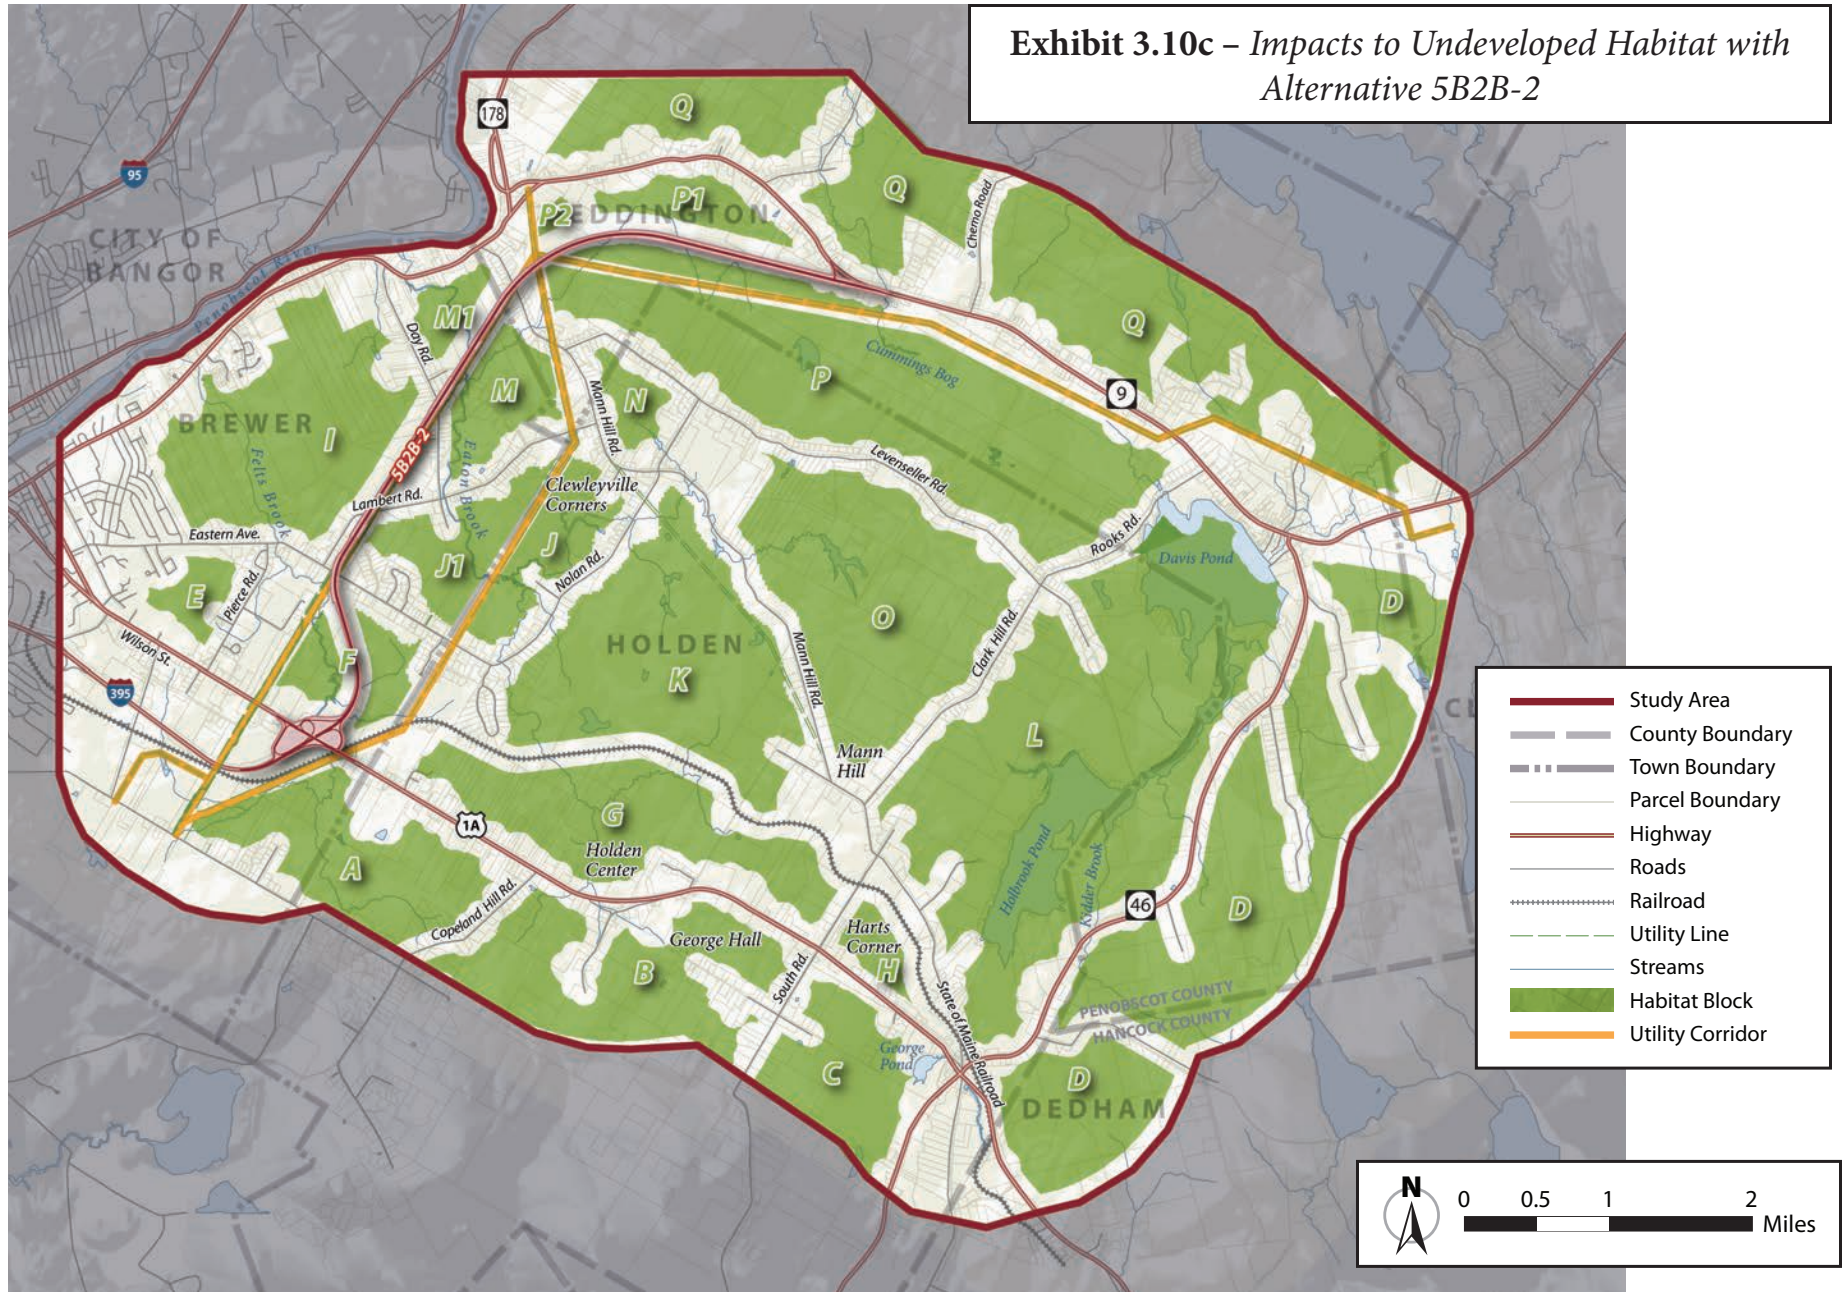 Exhibit 3.10c – Impacts to Undeveloped Habitat with
Alternative 5B2B-2
178
95
Q
CITY OF
BANGOR
Penobscot River
P2
EDDINGTON
P1
Q
Chemo Road
M1
Day Rd.
Q
Cummings Bog
P
9
M
N
Mann Hill Rd.
BREWER
I
Felts Brook
5B2B-2
Eaton Brook
Lambert Rd.
Clewleyville
Corners
Levenseller Rd.
Eastern Ave.
J
J1
Nolan Rd.
Rooks Rd.
Davis Pond
E
Pierce Rd.
D
O
Wilson St.
F
HOLDEN
K
Mann Hill Rd.
Clark Hill Rd.
395
L
Mann
Hill
G
1A
Holden
Center
A
Copeland Hill Rd.
Holbrook Pond
Kidder Brook
46
D
George Hall
Harts
Corner
H
B
South Rd.
State of Maine Railroad
PENOBSCOT COUNTY
HANCOCK COUNTY
George
Pond
C
D
DEDHAM
CL
Study Area
County Boundary
Town Boundary
Parcel Boundary
Highway
Roads
Railroad
Utility Line
Streams
Habitat Block
Utility Corridor
N
0 0.5 1 2
Miles